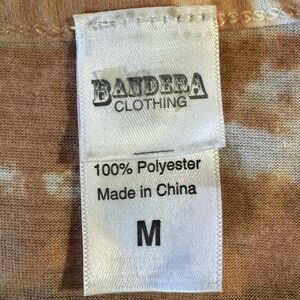 BANDERA
CLOTHING
100% Polyester
Made in China
M